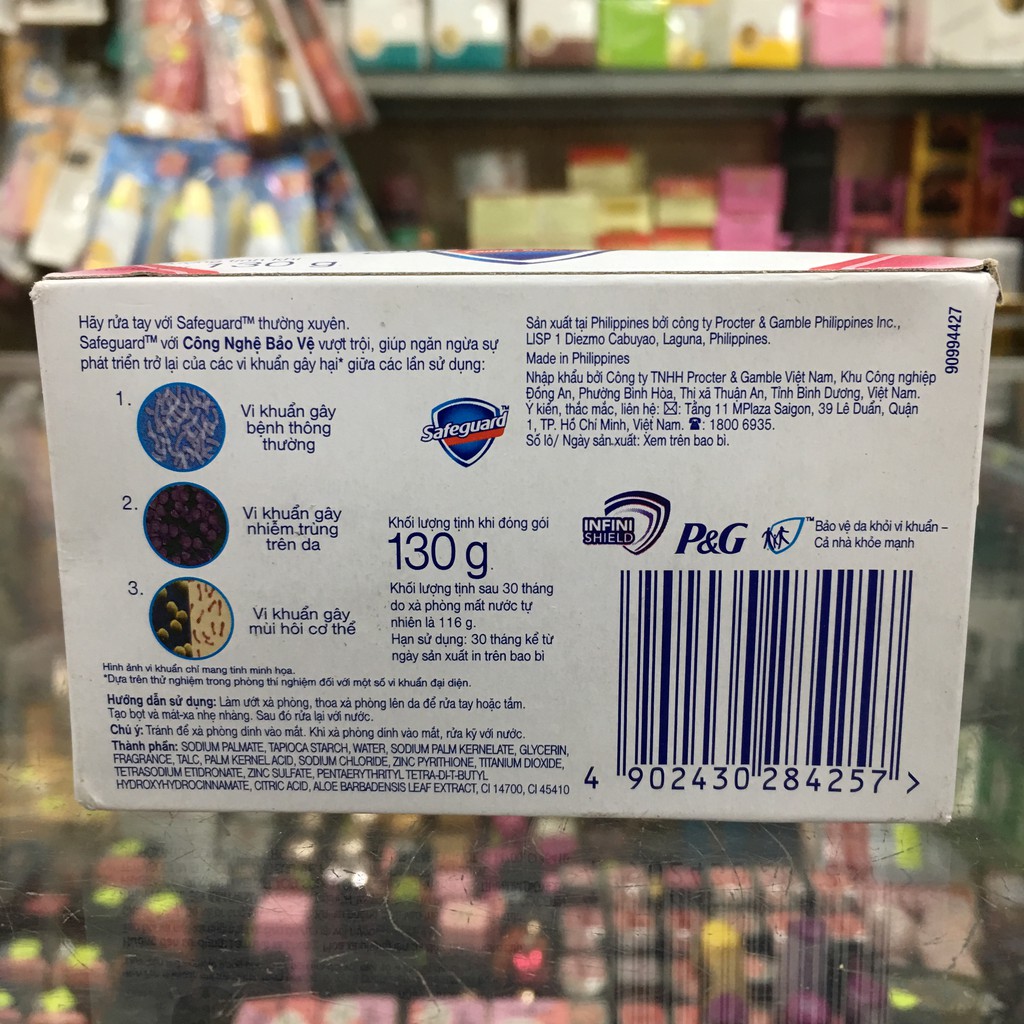 130 g
Hãy rửa tay với Safeguard™ thường xuyên.
Safeguard™ với Công Nghệ Bảo Vệ vượt trội, giúp ngăn ngừa sự
phát triển trở lại của các vi khuẩn gây hại* giữa các lần sử dụng:
1.
Vi khuẩn gây
bệnh thông
thường
2.
Vi khuẩn gây
nhiễm trùng
trên da
3.
Vi khuẩn gây
mùi hôi cơ thể
Safeguard™
Khối lượng tịnh khi đóng gói
130 g
Khối lượng tịnh sau 30 tháng
do xà phòng mất nước tự
nhiên là 116 g.
Hạn sử dụng: 30 tháng kể từ
ngày sản xuất in trên bao bì
Hình ảnh vi khuẩn chỉ mang tính minh họa.
*Dựa trên thử nghiệm trong phòng thí nghiệm đối với một số vi khuẩn đại diện.
Hướng dẫn sử dụng: Làm ướt xà phòng, thoa xà phòng lên da để rửa tay hoặc tắm.
Tạo bọt và mát-xa nhẹ nhàng. Sau đó rửa lại với nước.
Chú ý: Tránh để xà phòng dính vào mắt. Khi xà phòng dính vào mắt, rửa kỹ với nước.
Thành phần: SODIUM PALMATE, TAPIOCA STARCH, WATER, SODIUM PALM KERNELATE, GLYCERIN,
FRAGRANCE, TALC, PALM KERNEL ACID, SODIUM CHLORIDE, ZINC PYRITHIONE, TITANIUM DIOXIDE,
TETRASODIUM ETIDRONATE, ZINC SULFATE, PENTAERYTHRITYL TETRA-DI-T-BUTYL
HYDROXYHYDROCINNAMATE, CITRIC ACID, ALOE BARBADENSIS LEAF EXTRACT, CI 14700, CI 45410
Sản xuất tại Philippines bởi công ty Procter & Gamble Philippines Inc.,
LISP 1 Diezmo Cabuyao, Laguna, Philippines.
Made in Philippines
Nhập khẩu bởi Công ty TNHH Procter & Gamble Việt Nam, Khu Công nghiệp
Đồng An, Phường Bình Hòa, Thị xã Thuận An, Tỉnh Bình Dương, Việt Nam.
Ý kiến, thắc mắc, liên hệ: ✉: Tầng 11 MPlaza Saigon, 39 Lê Duẩn, Quận
1, TP. Hồ Chí Minh, Việt Nam. ☎: 1800 6935.
Số lô/ Ngày sản xuất: Xem trên bao bì.
90994427
INFINI
SHIELD
P&G
™ Bảo vệ da khỏi vi khuẩn –
Cả nhà khỏe mạnh
4 902430 284257 >